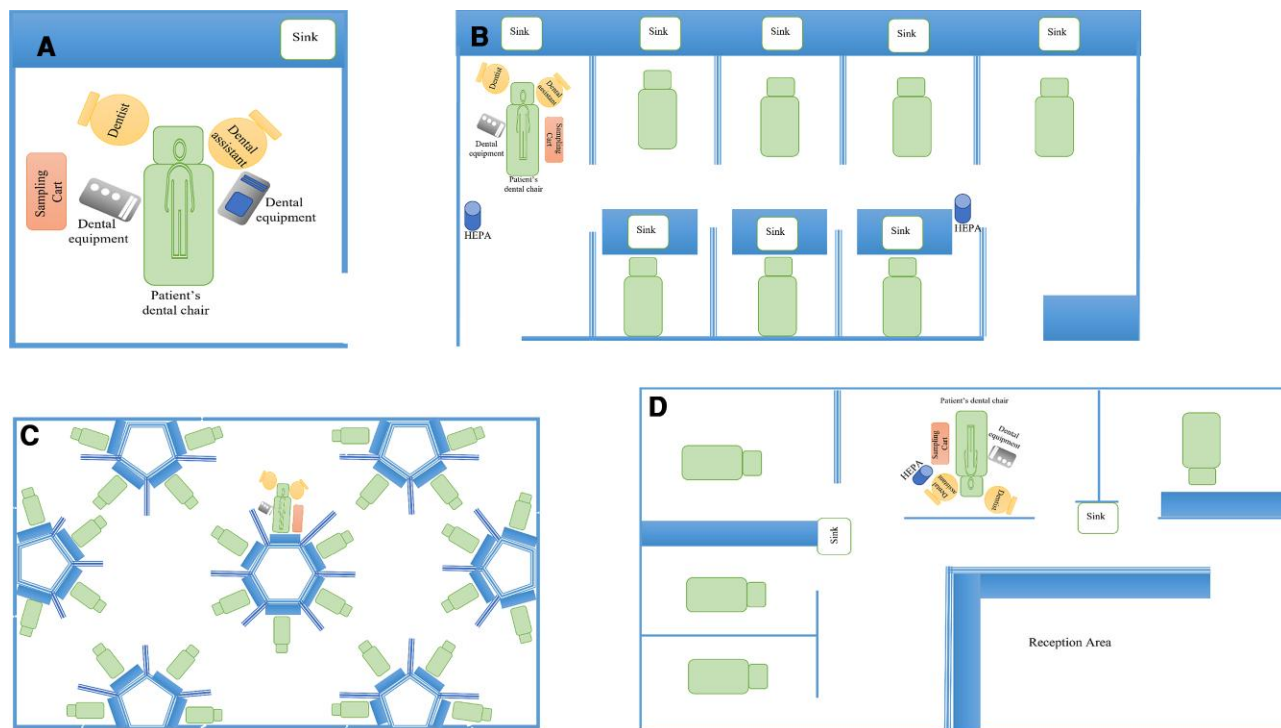 A
Sink
Dentist
Dental
assistant
Sampling
Cart
Dental
equipment
Dental
equipment
Patient's
dental chair
B
Sink
Sink
Sink
Sink
Sink
Dentist
Dental
assistant
Dental
equipment
Sampling
Cart
Patient's
dental chair
HEPA
HEPA
Sink
Sink
Sink
C
D
Patient's dental chair
Sampling
Cart
Dental
equipment
HEPA
Dental
assistant
Dentist
Sink
Sink
Reception Area